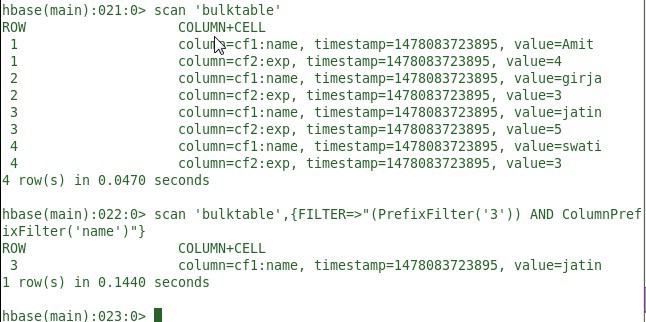 hbase(main):021:0> scan 'bulktable'
ROW COLUMN+CELL
1 column=cf1:name, timestamp=1478083723895, value=Amit
1 column=cf2:exp, timestamp=1478083723895, value=4
2 column=cf1:name, timestamp=1478083723895, value=girja
2 column=cf2:exp, timestamp=1478083723895, value=3
3 column=cf1:name, timestamp=1478083723895, value=jatin
3 column=cf2:exp, timestamp=1478083723895, value=5
4 column=cf1:name, timestamp=1478083723895, value=swati
4 column=cf2:exp, timestamp=1478083723895, value=3
4 row(s) in 0.0470 seconds
hbase(main):022:0> scan 'bulktable',{FILTER=>"(PrefixFilter('3')) AND ColumnPref
ixFilter('name')"}
ROW COLUMN+CELL
3 column=cf1:name, timestamp=1478083723895, value=jatin
1 row(s) in 0.1440 seconds
hbase(main):023:0>